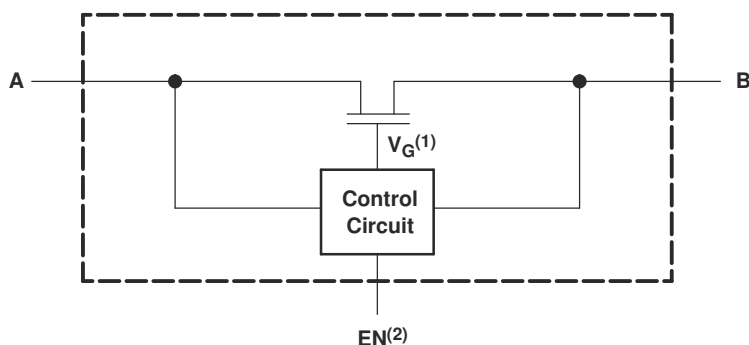 A
B
VG(1)
Control
Circuit
EN(2)